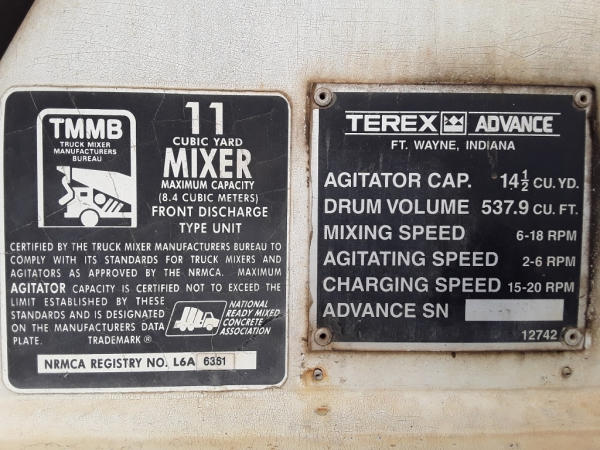 TMMB
TRUCK MIXER
MANUFACTURERS
BUREAU
11
CUBIC YARD
MIXER
MAXIMUM CAPACITY
(8.4 CUBIC METERS)
FRONT DISCHARGE
TYPE UNIT
CERTIFIED BY THE TRUCK MIXER MANUFACTURERS BUREAU TO
COMPLY WITH ITS STANDARDS FOR TRUCK MIXERS AND
AGITATORS AS APPROVED BY THE NRMCA. MAXIMUM
AGITATOR CAPACITY IS CERTIFIED NOT TO EXCEED THE
LIMIT ESTABLISHED BY THESE
STANDARDS AND IS DESIGNATED
ON THE MANUFACTURERS DATA
PLATE. TRADEMARK ®
NATIONAL
READY MIXED
CONCRETE
ASSOCIATION
NRMCA REGISTRY NO. L6A 6381
TEREX ADVANCE
FT. WAYNE, INDIANA
AGITATOR CAP. 14½ CU. YD.
DRUM VOLUME 537.9 CU. FT.
MIXING SPEED 6-18 RPM
AGITATING SPEED 2-6 RPM
CHARGING SPEED 15-20 RPM
ADVANCE SN
12742